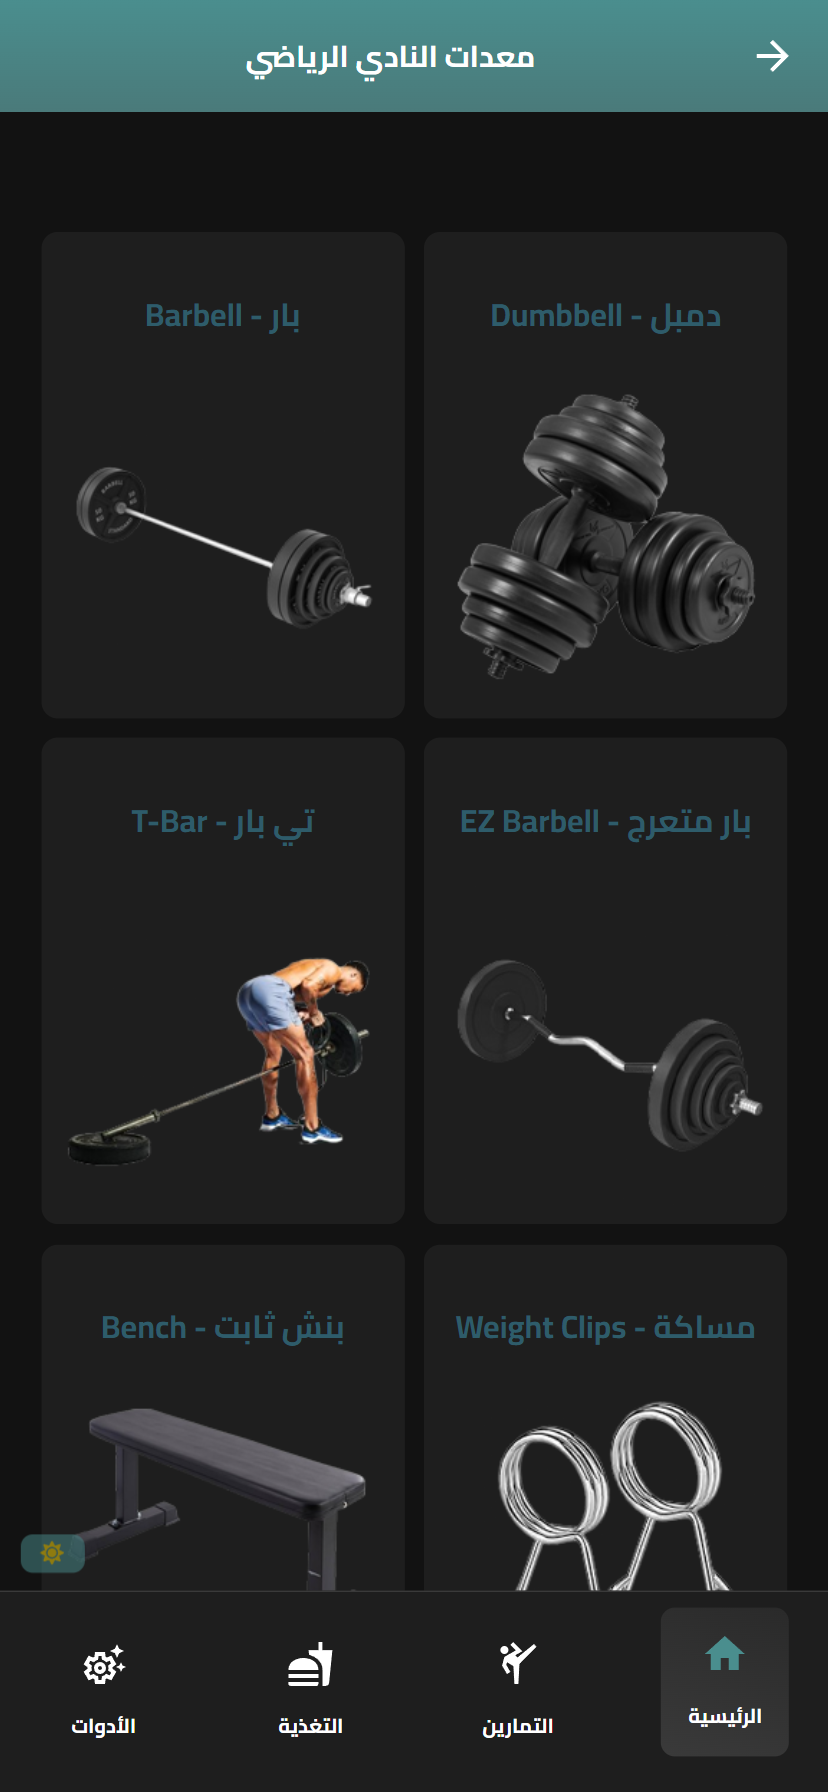 معدات النادي الرياضي
دمبل - Dumbbell
بار - Barbell
بار متعرج - EZ Barbell
تي بار - T-Bar
مساكة - Weight Clips
بنش ثابت - Bench
الرئيسية
التمارين
التغذية
الأدوات